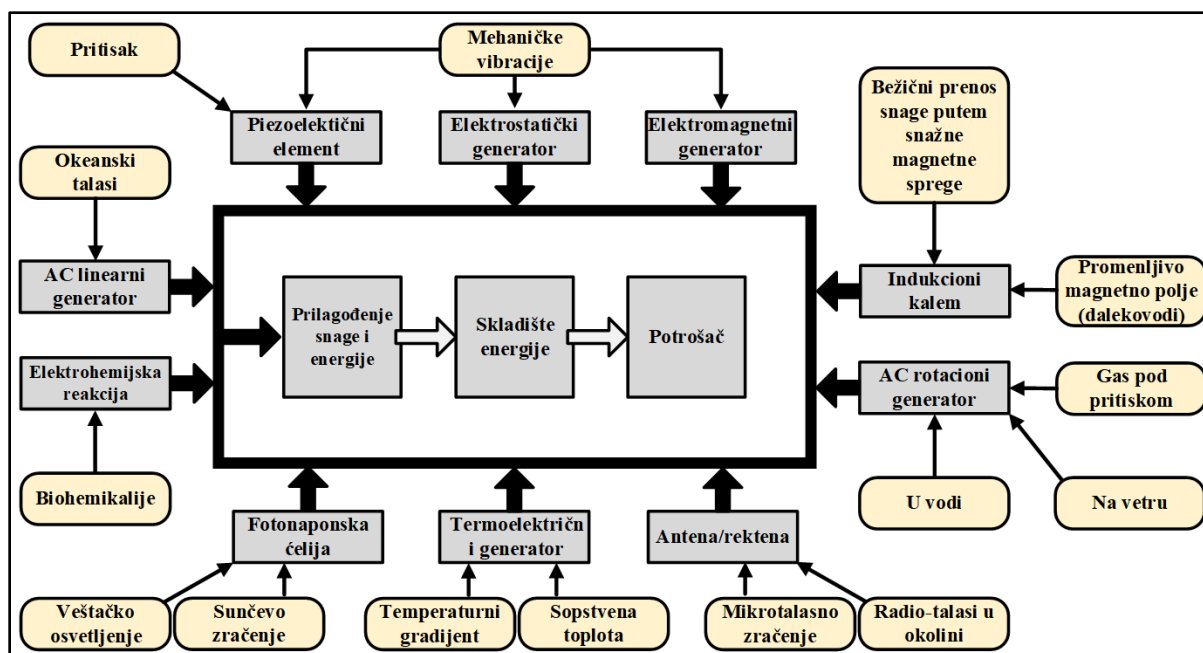 Pritisak
Mehaničke
vibracije
Bežični prenos
snage putem
snažne
magnetne
sprege
Piezoelektični
element
Elektrostatički
generator
Elektromagnetni
generator
Okeanski
talasi
AC linearni
generator
Indukcioni
kalem
Promenljivo
magnetno polje
(dalekovodi)
Prilagođenje
snage i
energije
Skladište
energije
Potrošač
Elektrohemijska
reakcija
AC rotacioni
generator
Gas pod
pritiskom
Biohemikalije
U vodi
Na vetru
Fotonaponska
ćelija
Termoelektričn
i generator
Antena/rektena
Veštačko
osvetljenje
Sunčevo
zračenje
Temperaturni
gradijent
Sopstvena
toplota
Mikrotalasno
zračenje
Radio-talasi u
okolini